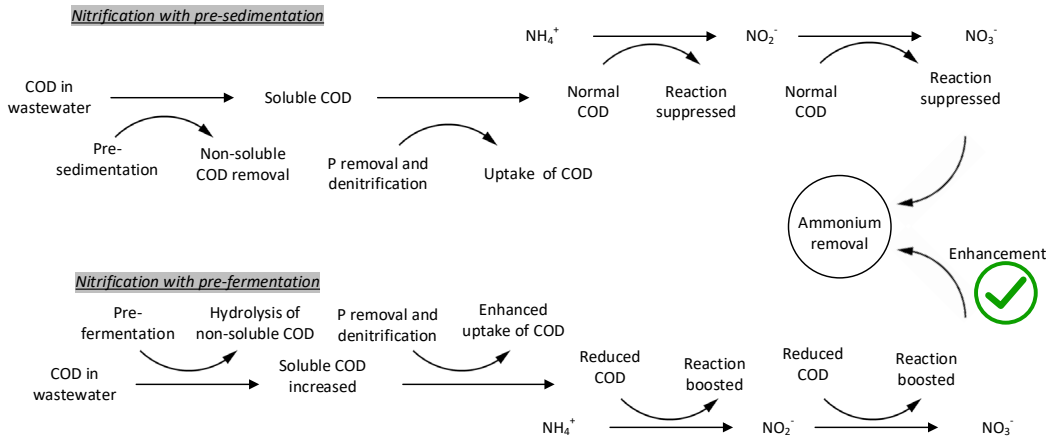 Nitrification with pre-sedimentation
NH₄⁺
NO₂⁻
NO₃⁻
COD in
wastewater
Soluble COD
Normal
COD
Reaction
suppressed
Normal
COD
Reaction
suppressed
Pre-
sedimentation
Non-soluble
COD removal
P removal and
denitrification
Uptake of COD
Ammonium
removal
Enhancement
Nitrification with pre-fermentation
Pre-
fermentation
Hydrolysis of
non-soluble COD
P removal and
denitrification
Enhanced
uptake of COD
COD in
wastewater
Soluble COD
increased
Reduced
COD
Reaction
boosted
Reduced
COD
Reaction
boosted
NH₄⁺
NO₂⁻
NO₃⁻